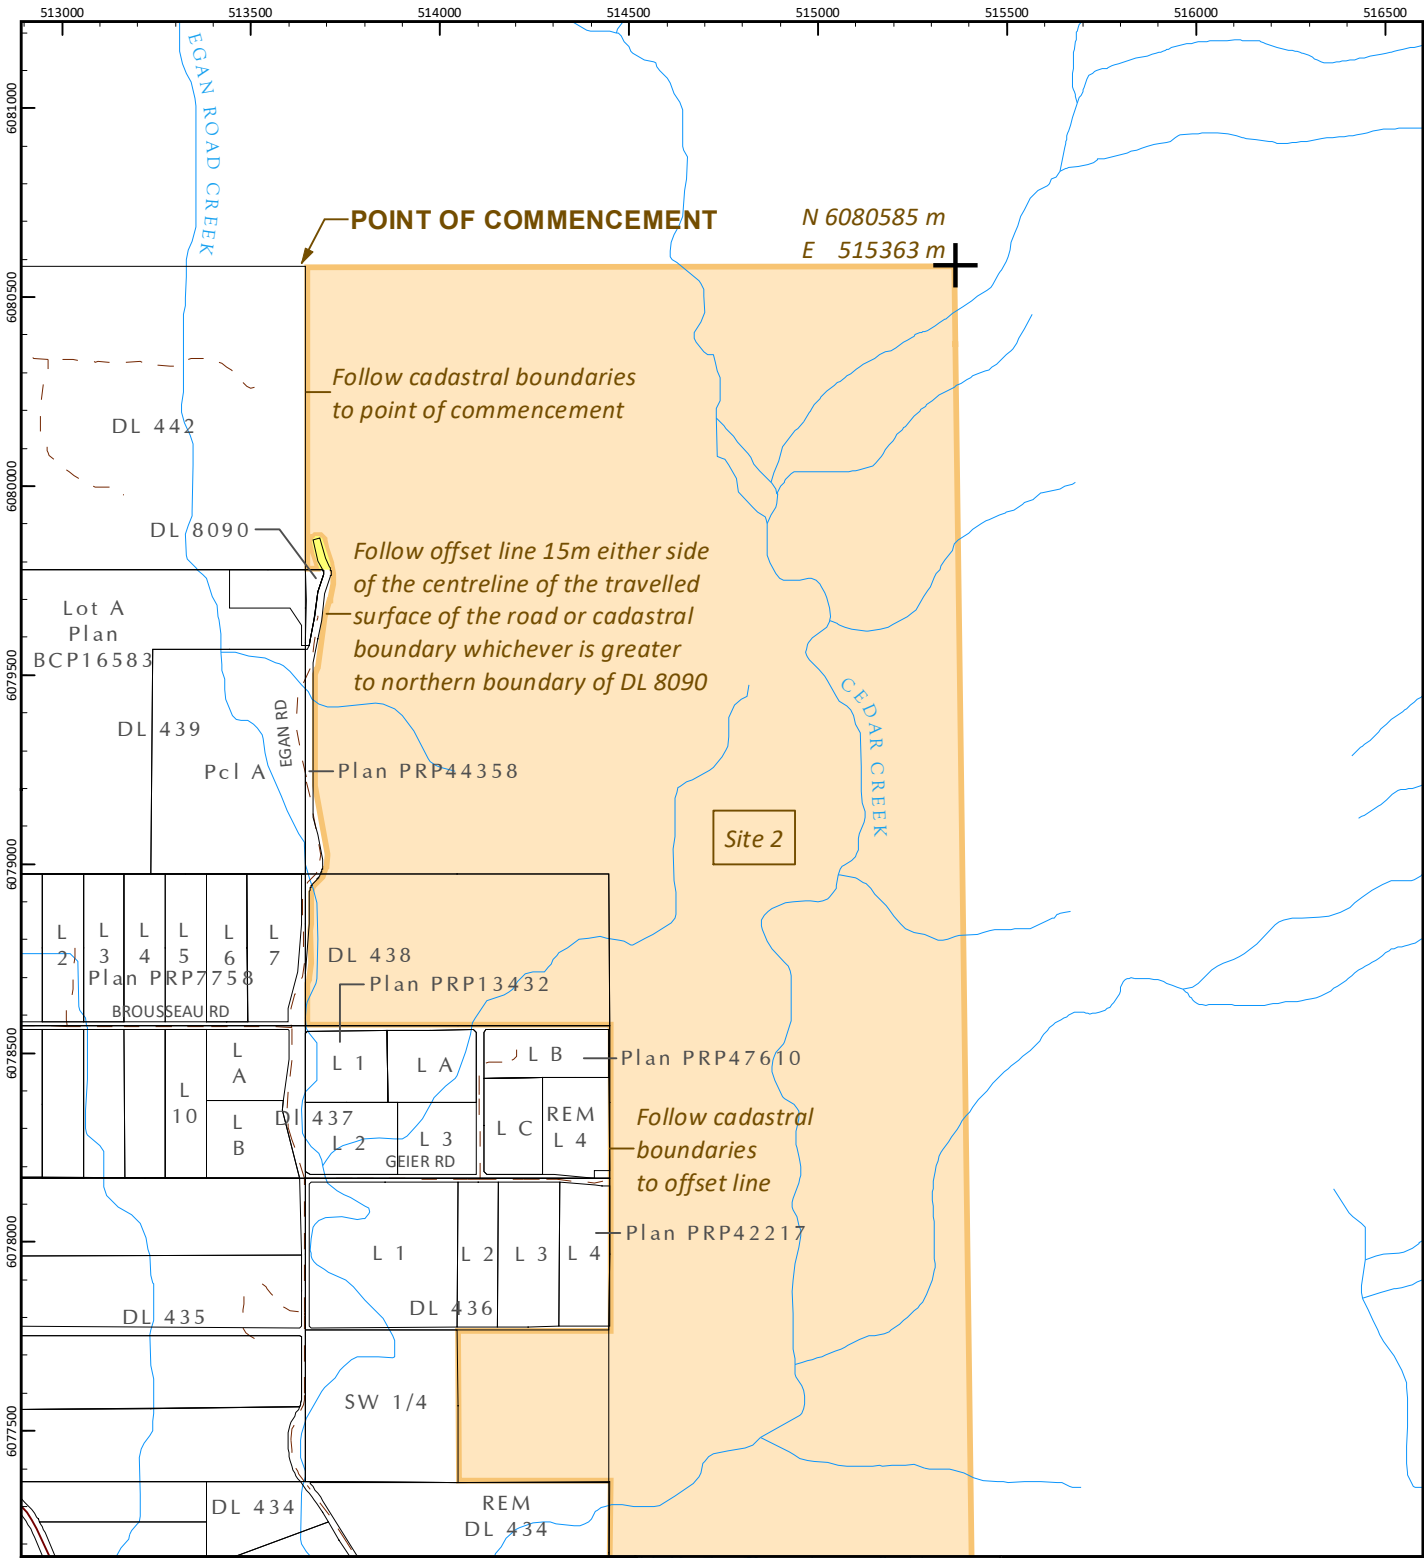 513000
513500
514000
514500
515000
515500
516000
516500
6081000
6080500
6080000
6079500
6079000
6078500
6078000
6077500
EGAN ROAD CREEK
POINT OF COMMENCEMENT
N 6080585 m
E 515363 m
Follow cadastral boundaries
to point of commencement
DL 442
DL 8090
Follow offset line 15m either side
of the centreline of the travelled
surface of the road or cadastral
boundary whichever is greater
to northern boundary of DL 8090
Lot A
Plan
BCP16583
DL 439
Pcl A
EGAN RD
Plan PRP44358
CEDAR CREEK
Site 2
L
2
L
3
L
4
L
5
L
6
L
7
Plan PRP7758
BROUSSEAU RD
DL 438
Plan PRP13432
L
A
L
10
L
B
L 1
L A
L B
Plan PRP47610
Dl 437
L 2
L 3
L C
REM
L 4
GEIER RD
Follow cadastral
boundaries
to offset line
Plan PRP42217
L 1
L 2
L 3
L 4
DL 436
DL 435
SW 1/4
DL 434
REM
DL 434